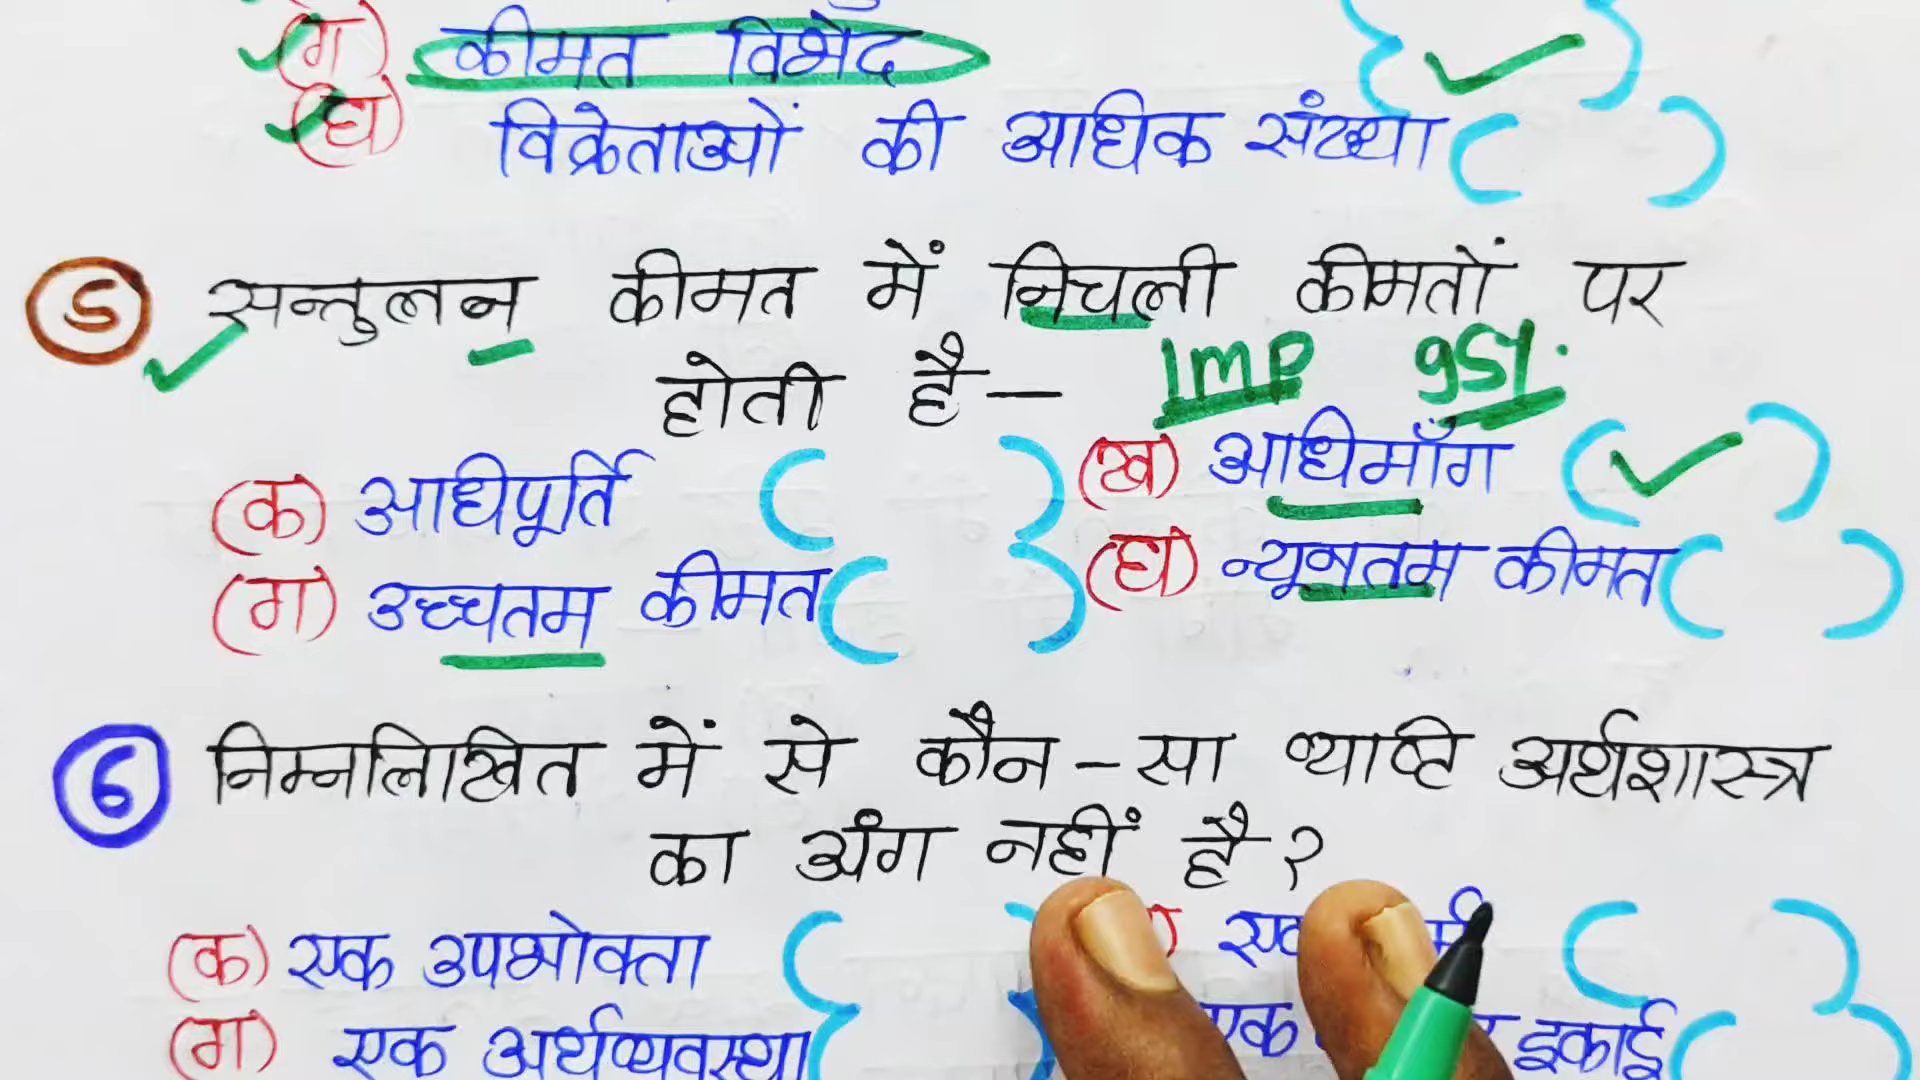 (ग) कीमत विभेद
(घ) विक्रेताओं की अधिक संख्या
5 सन्तुलन कीमत में निचली कीमतों पर
होती है - IMP
(क) अधिपूर्ति (ख) अधिमाँग
(ग) उच्चतम कीमत (घ) न्यूनतम कीमत
6 निम्नलिखित में से कौन-सा व्यष्टि अर्थशास्त्र
का अंग नहीं है?
(क) एक उपभोक्ता
(ग) एक अर्थव्यवस्था एक इकाई